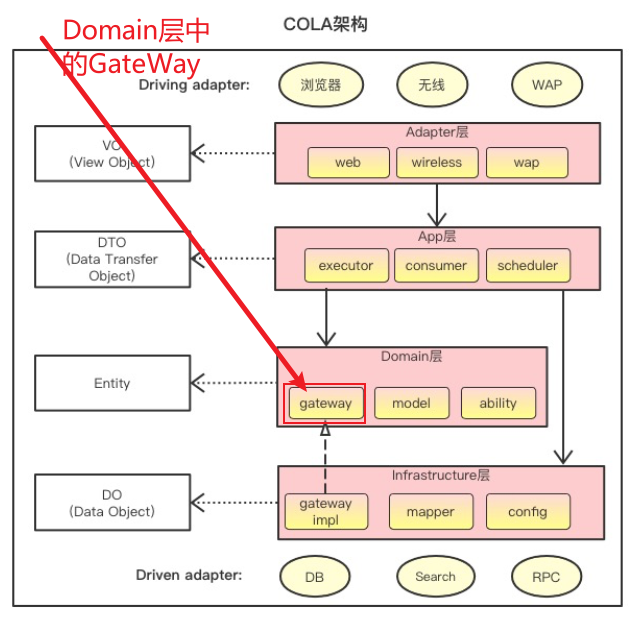 COLA架构
Domain层中
的GateWay
Driving adapter:
浏览器
无线
WAP
VO
(View Object)
Adapter层
web
wireless
wap
DTO
(Data Transfer
Object)
App层
executor
consumer
scheduler
Entity
Domain层
gateway
model
ability
DO
(Data Object)
Infrastructure层
gateway
impl
mapper
config
Driven adapter:
DB
Search
RPC